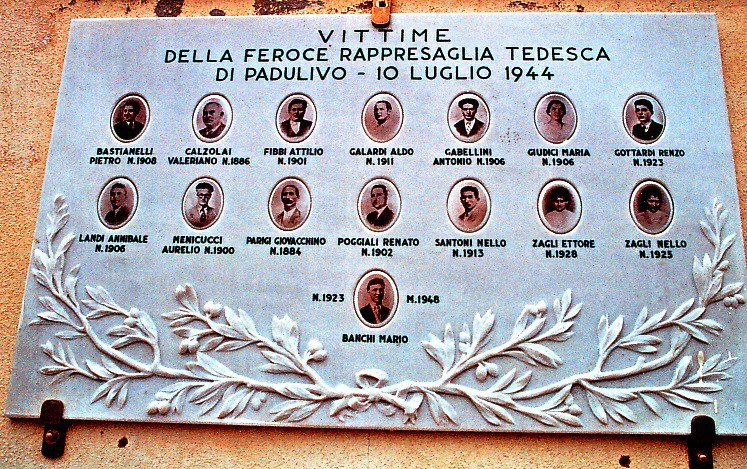 VITTIME
DELLA FEROCE RAPPRESAGLIA TEDESCA
DI PADULIVO - 10 LUGLIO 1944
BASTIANELLI
PIETRO N.1908
CALZOLAI
VALERIANO N.1886
FIBBI ATTILIO
N.1901
GALARDI ALDO
N.1911
GABELLINI
ANTONIO N.1906
GIUDICI MARIA
N.1906
GOTTARDI RENZO
N.1923
LANDI ANNIBALE
N.1906
MENICUCCI
AURELIO N.1900
PARIGI GIOVACCHINO
N.1884
POGGIALI RENATO
N.1902
SANTONI NELLO
N.1913
ZAGLI ETTORE
N.1928
ZAGLI NELLO
N.1925
N.1923 M.1948
BANCHI MARIO